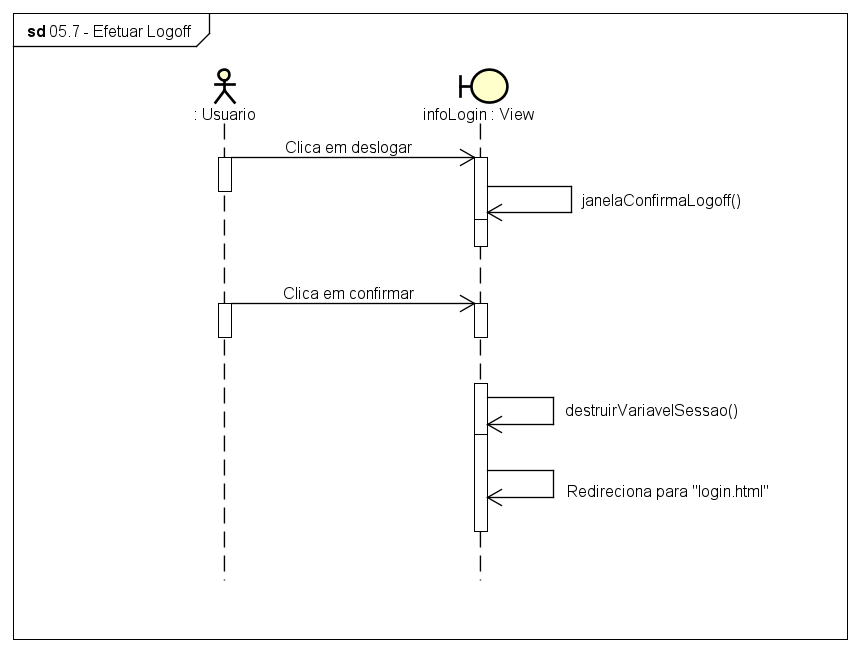 sd 05.7 - Efetuar Logoff
: Usuario
infoLogin : View
Clica em deslogar
janelaConfirmaLogoff()
Clica em confirmar
destruirVariavelSessao()
Redireciona para "login.html"